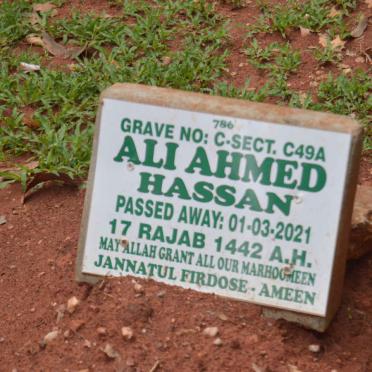 786
GRAVE NO: C-SECT. C49A
ALI AHMED
HASSAN
PASSED AWAY: 01-03-2021
17 RAJAB 1442 A.H.
MAY ALLAH GRANT ALL OUR MARHOOMEEN
JANNATUL FIRDOSE - AMEEN